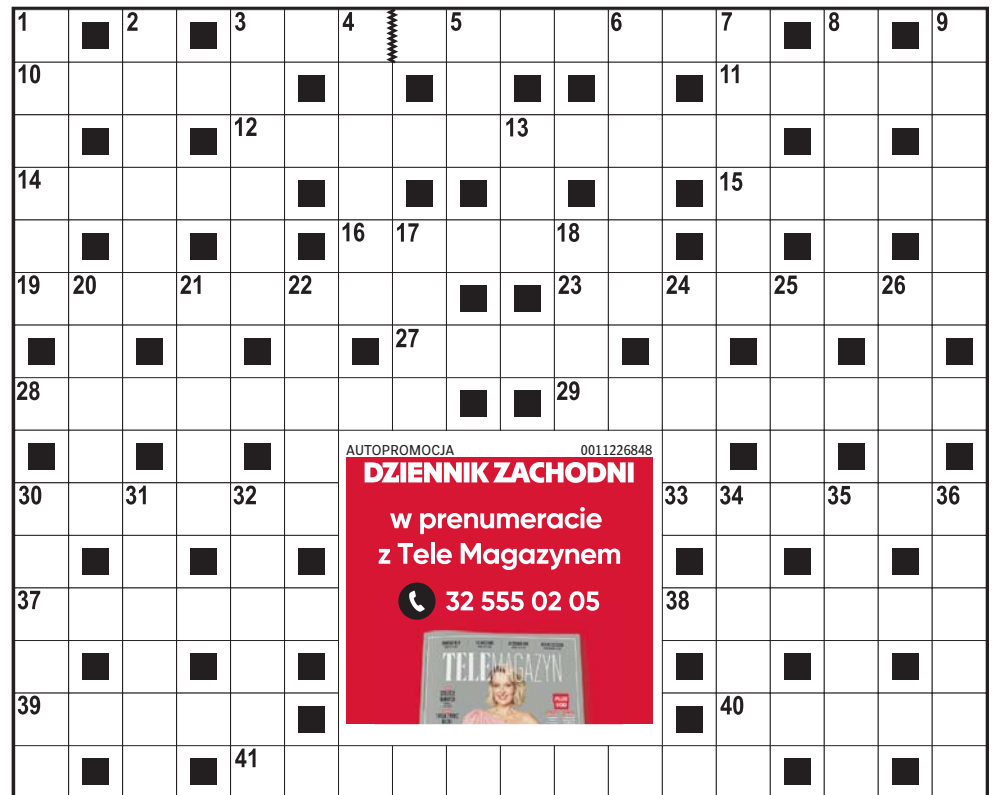 1 2 3 4 5 6 7 8 9
10 11
12 13
14 15
16 17 18
19 20 21 22 23 24 25 26
27
28 29
AUTOPROMOCJA 0011226848
DZIENNIK ZACHODNI
w prenumeracie
z Tele Magazynem
32 555 02 05
TELEMAGAZYN
30 31 32 33 34 35 36
37 38
39 40
41